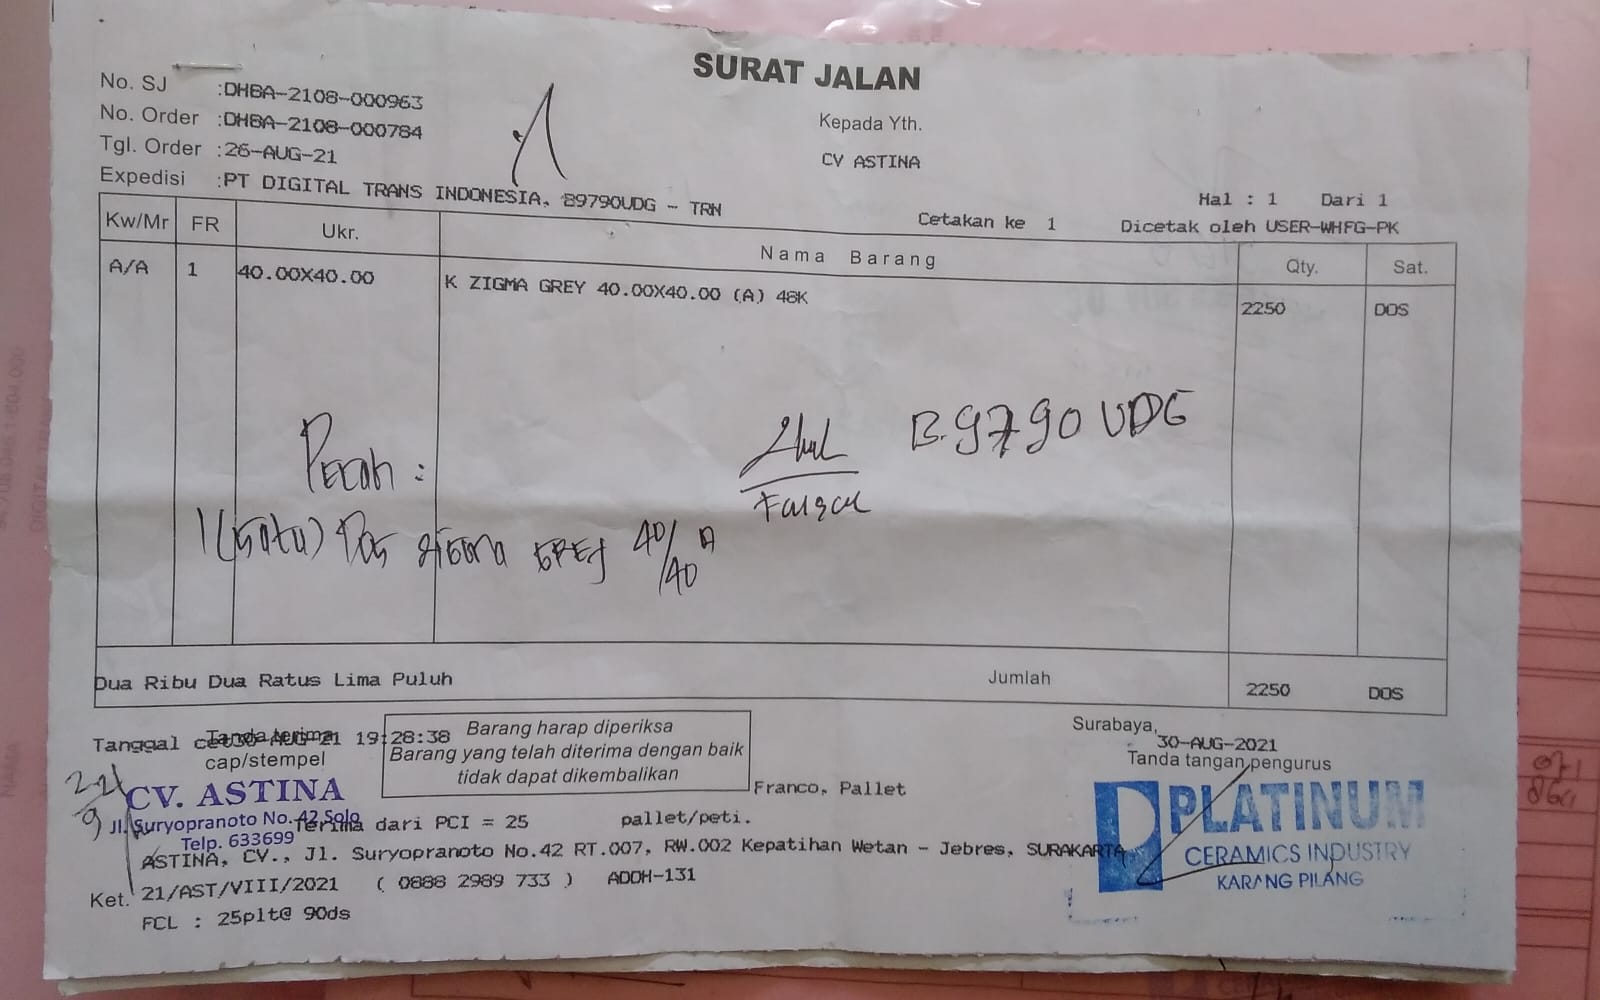 SURAT JALAN
No. SJ :DHBA-2108-000963
No. Order :DHBA-2108-000784
Tgl. Order :26-AUG-21
Expedisi :PT DIGITAL TRANS INDONESIA, B9790UDG - TRN
Kepada Yth.
CV ASTINA
Hal : 1 Dari 1
Cetakan ke 1 Dicetak oleh USER-WHFG-PK
Kw/Mr FR Ukr. Nama Barang Qty. Sat.
A/A 1 40.00X40.00 K ZIGMA GREY 40.00X40.00 (A) 48K 2250 DOS
B.9790 UDG
Pecah :
Faisal
1(satu) Dos zigma grey 40/40 A
Dua Ribu Dua Ratus Lima Puluh Jumlah 2250 DOS
Tanggal 30-AUG-21 19:28:38
Tanda terima
cap/stempel
Barang harap diperiksa
Barang yang telah diterima dengan baik
tidak dapat dikembalikan
Surabaya,
30-AUG-2021
Tanda tangan pengurus
CV. ASTINA
Jl. Suryopranoto No. 42 Solo
Telp. 633699
Franco, Pallet
Terima dari PCI = 25 pallet/peti.
ASTINA, CV., Jl. Suryopranoto No.42 RT.007, RW.002 Kepatihan Wetan - Jebres, SURAKARTA
Ket. 21/AST/VIII/2021 ( 0888 2989 733 ) ADOH-131
FCL : 25plt@ 90ds
PLATINUM
CERAMICS INDUSTRY
KARANG PILANG